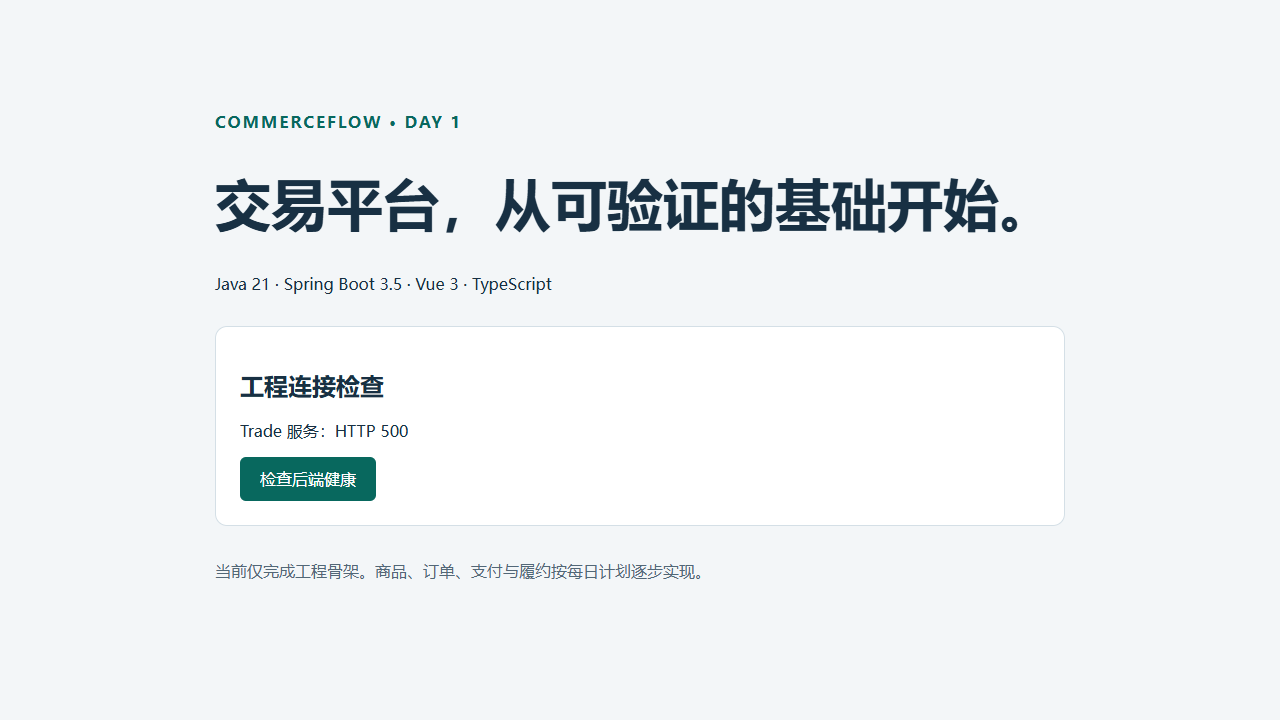 COMMERCEFLOW • DAY 1
交易平台，从可验证的基础开始。
Java 21 · Spring Boot 3.5 · Vue 3 · TypeScript
工程连接检查
Trade 服务：HTTP 500
检查后端健康
当前仅完成工程骨架。商品、订单、支付与履约按每日计划逐步实现。